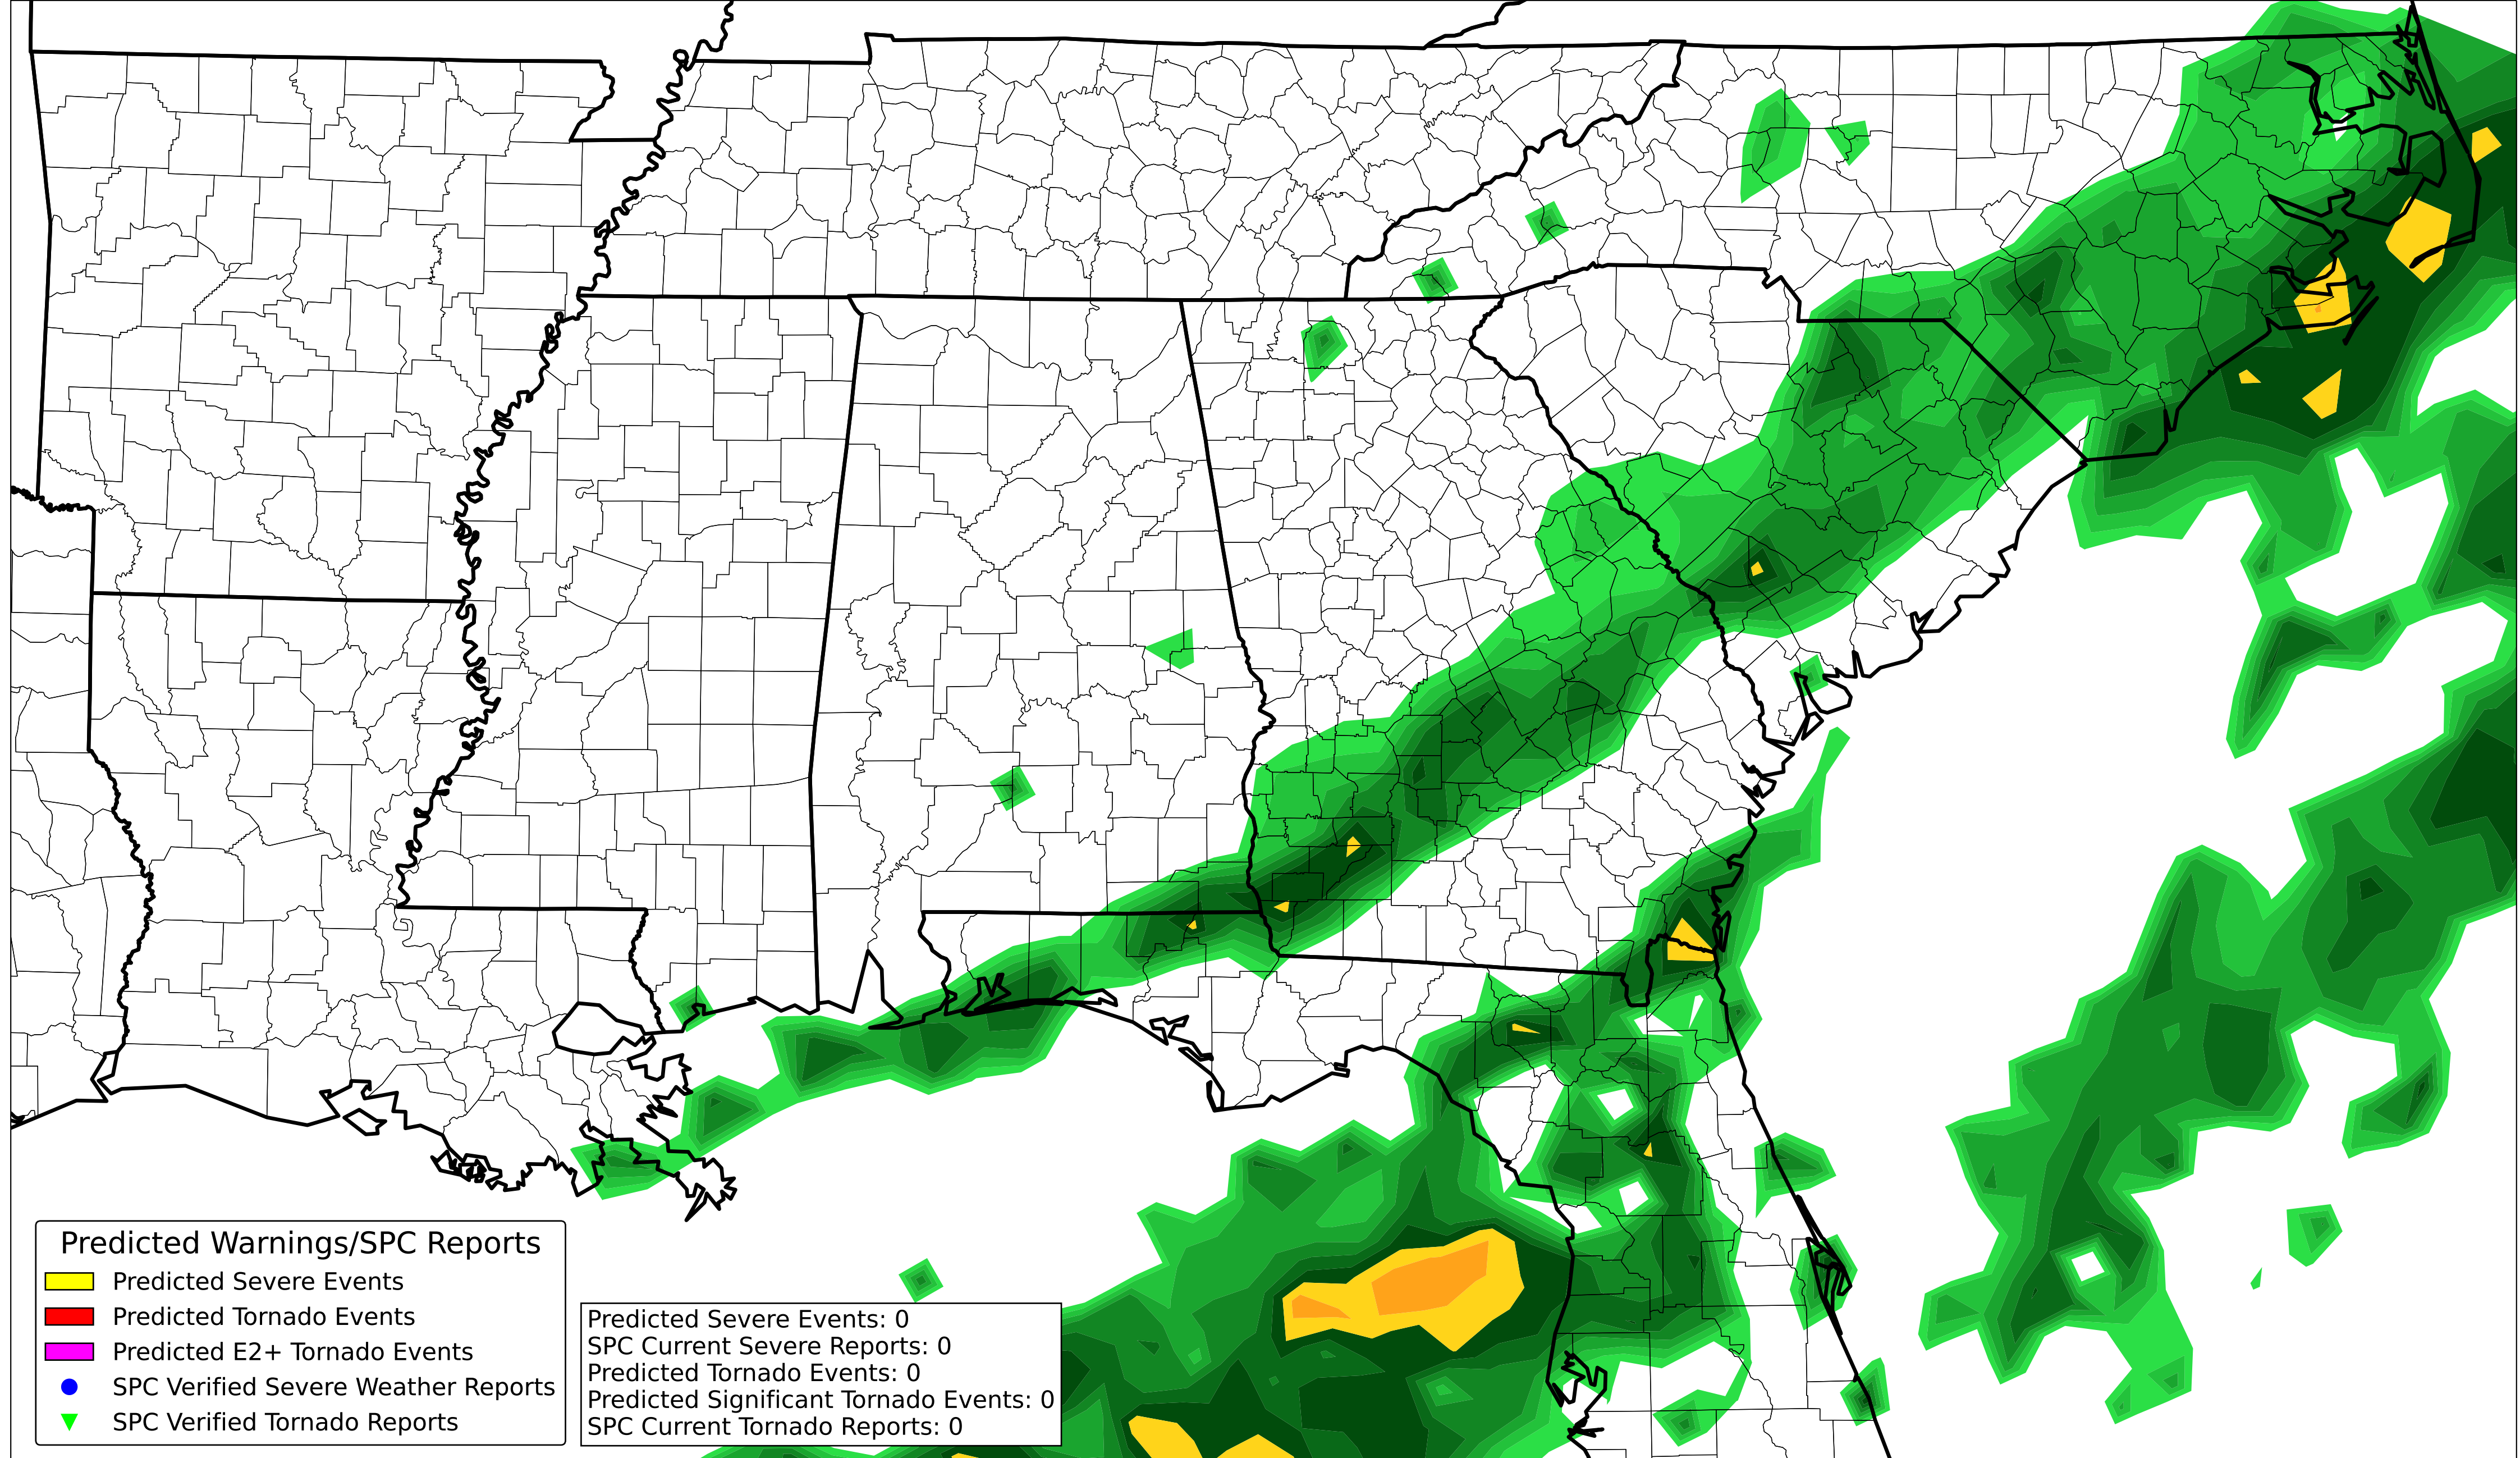 Predicted Warnings/SPC Reports
Predicted Severe Events
Predicted Tornado Events
Predicted E2+ Tornado Events
SPC Verified Severe Weather Reports
SPC Verified Tornado Reports
Predicted Severe Events: 0
SPC Current Severe Reports: 0
Predicted Tornado Events: 0
Predicted Significant Tornado Events: 0
SPC Current Tornado Reports: 0